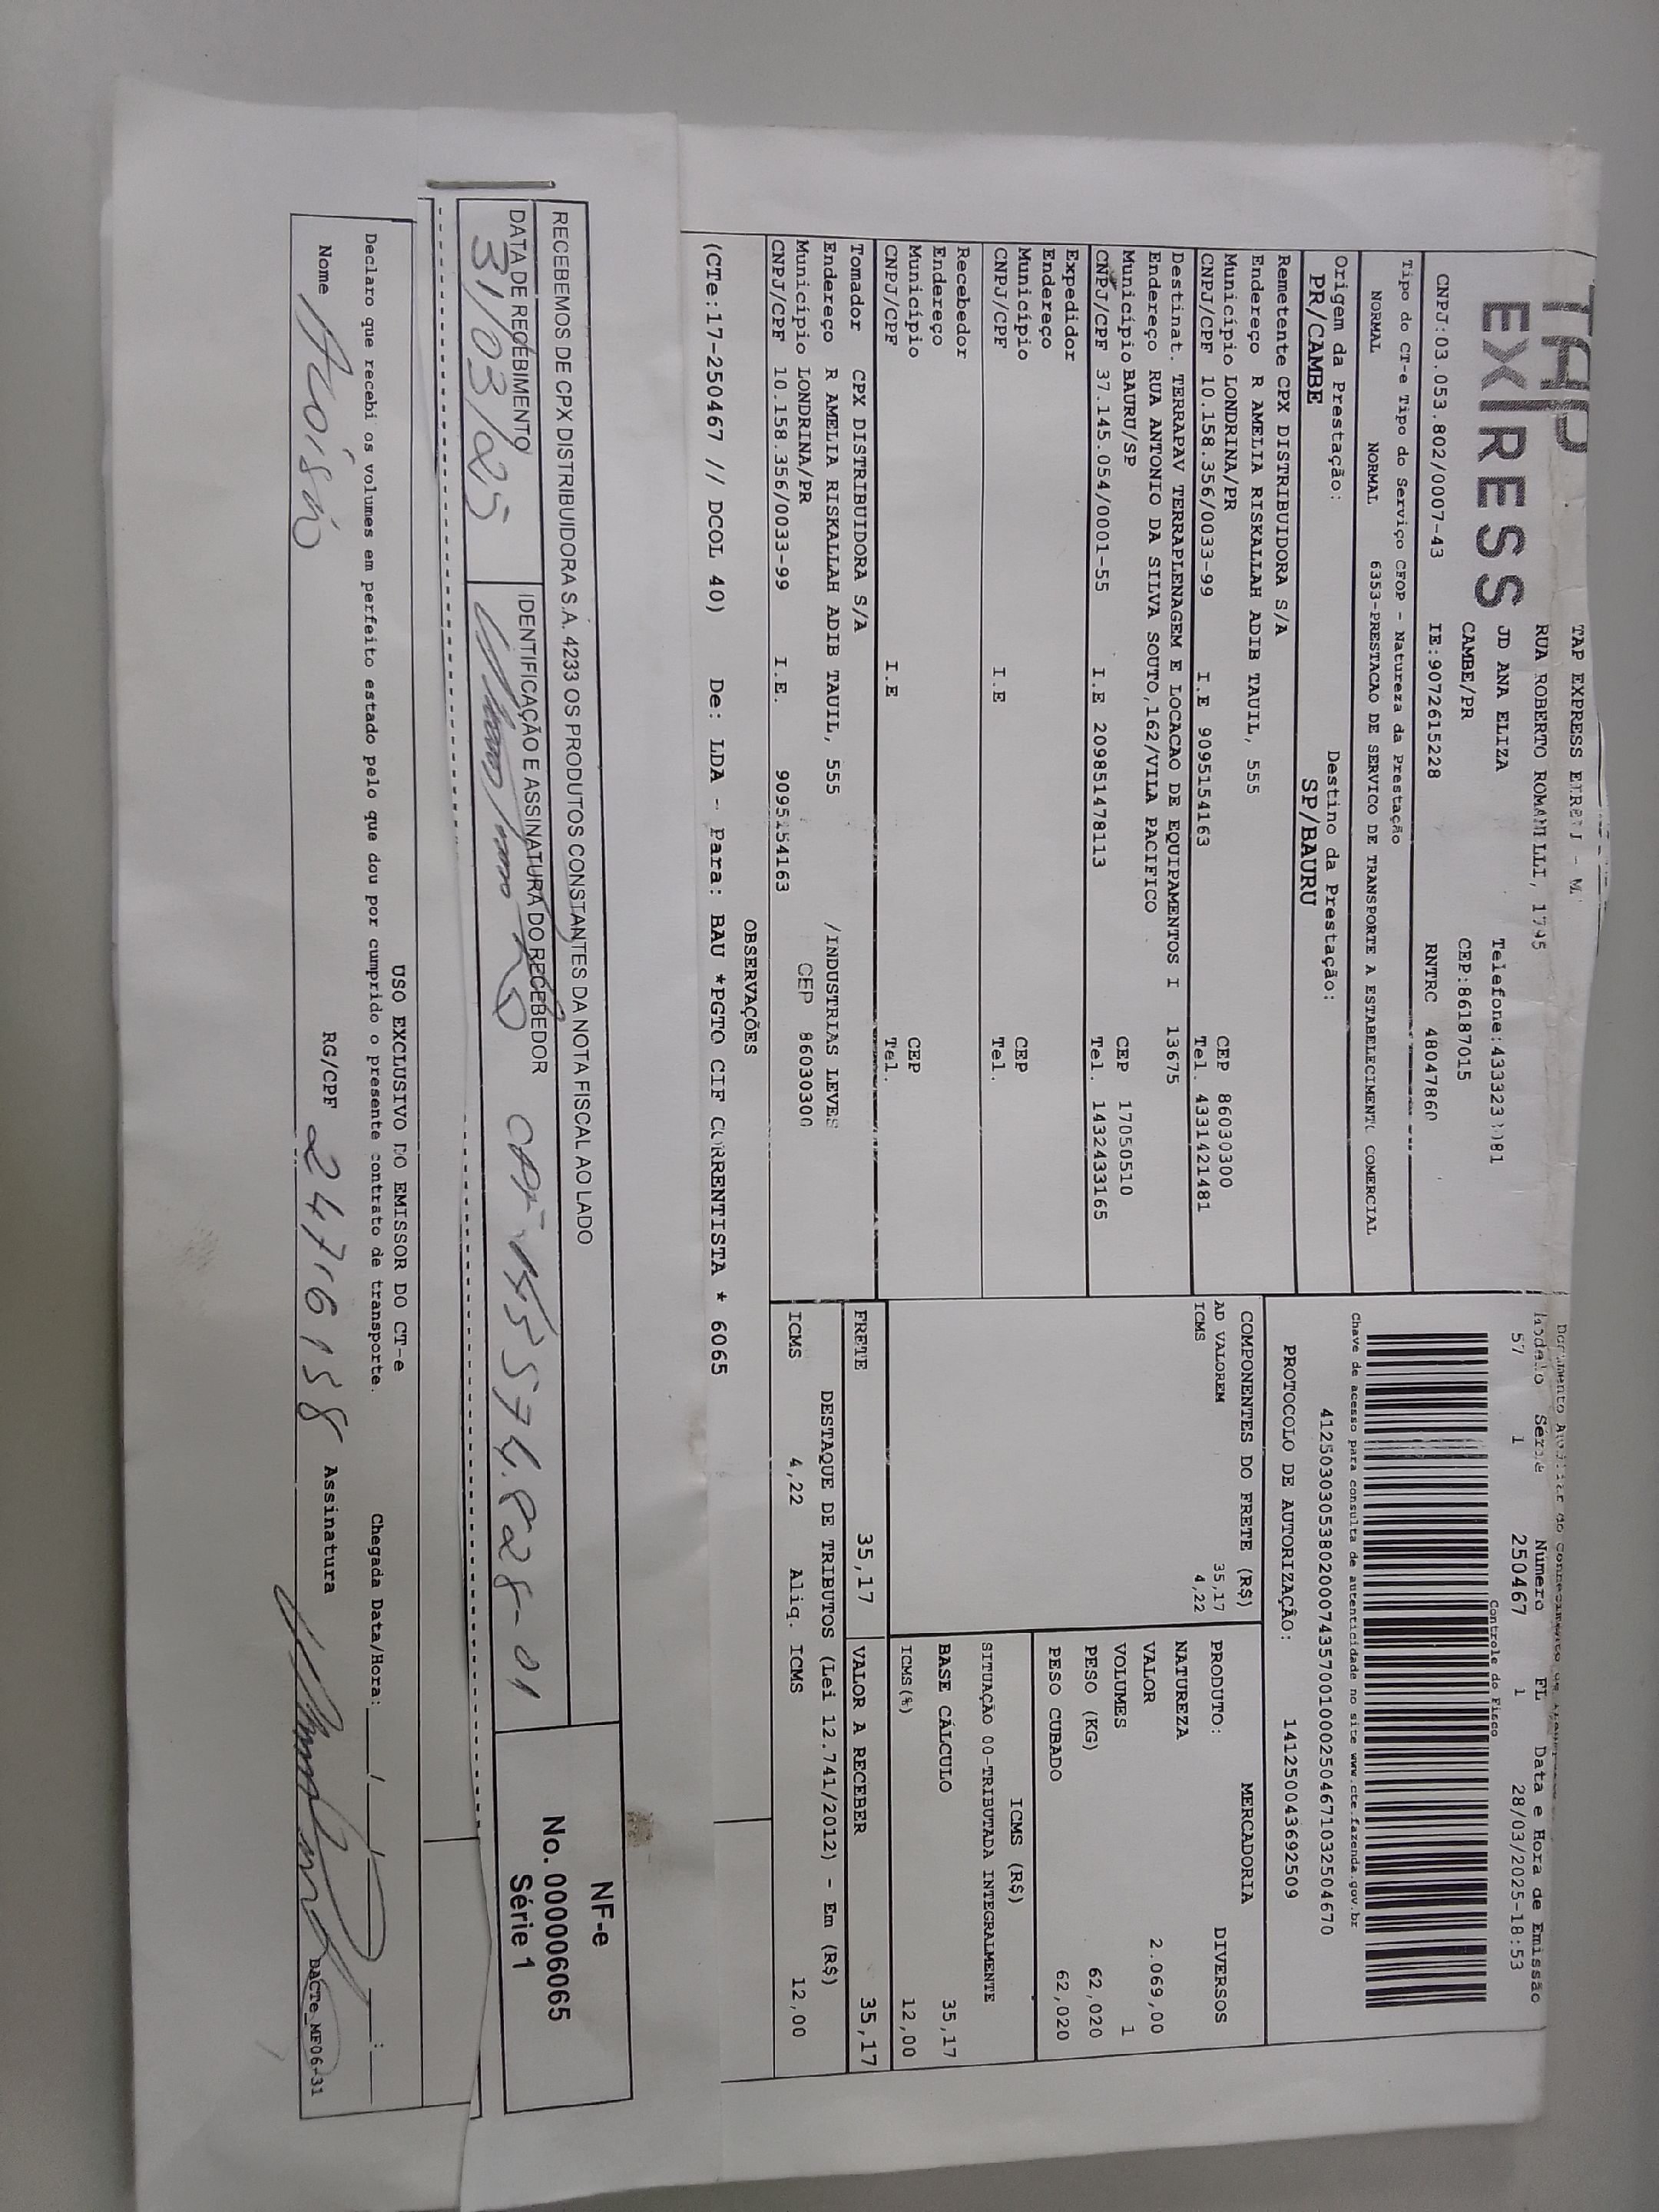 TAP
EXPRESS
TAP EXPRESS
RUA ROBERTO ROMANELLI, 1795
JD ANA ELIZA
CAMBE/PR CEP:86187015
CNPJ:03.053.802/0007-43 IE:9072615228 RNTRC 48047860
Tipo do CT-e Tipo do Serviço CFOP - Natureza da Prestação
NORMAL NORMAL 6353-PRESTACAO DE SERVICO DE TRANSPORTE A ESTABELECIMENTO COMERCIAL
Origem da Prestação: Destino da Prestação:
PR/CAMBE SP/BAURU
Remetente CPX DISTRIBUIDORA S/A
Endereço R AMELIA RISKALLAH ADIB TAUIL, 555
Município LONDRINA/PR CEP 86030300
CNPJ/CPF 10.158.356/0033-99 I.E 9095154163 Tel. 4331421481
Destinat. TERRAPAV TERRAPLENAGEM E LOCACAO DE EQUIPAMENTOS I 13675
Endereço RUA ANTONIO DA SILVA SOUTO,162/VILA PACIFICO
Município BAURU/SP CEP 17050510
CNPJ/CPF 37.145.054/0001-55 I.E 209851478113 Tel. 1432433165
Expedidor
Endereço
Município CEP
CNPJ/CPF I.E Tel.
Recebedor
Endereço
Município CEP
CNPJ/CPF I.E Tel.
Tomador CPX DISTRIBUIDORA S/A
Endereço R AMELIA RISKALLAH ADIB TAUIL, 555 /INDUSTRIAS LEVES
Município LONDRINA/PR CEP 86030300
CNPJ/CPF 10.158.356/0033-99 I.E. 9095154163
Documento Auxiliar do Conhecimento de
Modelo Série Número FL Data e Hora de Emissão
57 1 250467 1 28/03/2025-18:53
Controle do Fisco
Chave de acesso para consulta de autenticidade no site www.cte.fazenda.gov.br
41250303053802000743570010002504671032504670
PROTOCOLO DE AUTORIZAÇÃO: 141250043692509
COMPONENTES DO FRETE (R$)
AD VALOREM 35,17
ICMS 4,22
MERCADORIA
PRODUTO: DIVERSOS
NATUREZA
VALOR 2.069,00
VOLUMES 1
PESO (KG) 62,020
PESO CUBADO 62,020
ICMS (R$)
SITUAÇÃO 00-TRIBUTADA INTEGRALMENTE
BASE CÁLCULO 35,17
ICMS(%) 12,00
FRETE 35,17 VALOR A RECEBER 35,17
DESTAQUE DE TRIBUTOS (Lei 12.741/2012) - Em (R$)
ICMS 4,22 Aliq. ICMS 12,00
OBSERVAÇÕES
(CTe:17-250467 // DCOL 40) De: LDA - Para: BAU *PGTO CIF CORRENTISTA * 6065
RECEBEMOS DE CPX DISTRIBUIDORA S.A. 4233 OS PRODUTOS CONSTANTES DA NOTA FISCAL AO LADO
DATA DE RECEBIMENTO IDENTIFICAÇÃO E ASSINATURA DO RECEBEDOR
31/03/25
NF-e
No. 000006065
Série 1
USO EXCLUSIVO DO EMISSOR DO CT-e
Declaro que recebi os volumes em perfeito estado pelo que dou por cumprido o presente contrato de transporte. Chegada Data/Hora: / / :
Nome RG/CPF Assinatura
DACTe_MF06-31